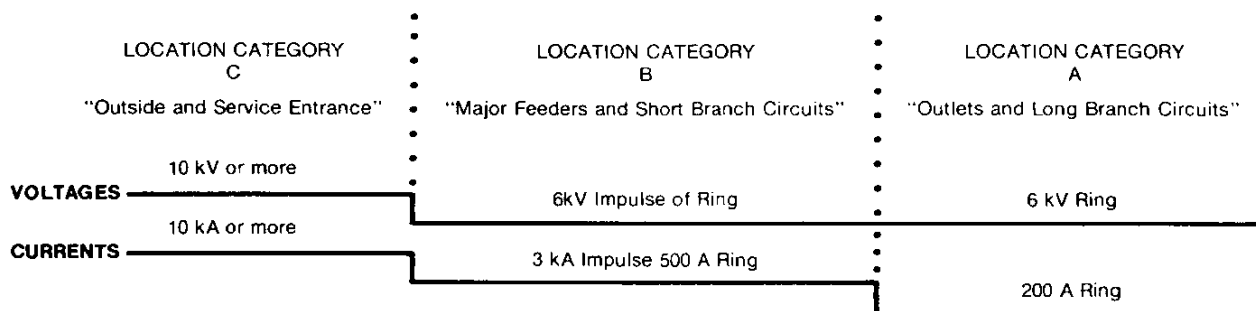 LOCATION CATEGORY
C
"Outside and Service Entrance"
LOCATION CATEGORY
B
"Major Feeders and Short Branch Circuits"
LOCATION CATEGORY
A
"Outlets and Long Branch Circuits"
10 kV or more
VOLTAGES
6kV Impulse of Ring
6 kV Ring
10 kA or more
CURRENTS
3 kA Impulse 500 A Ring
200 A Ring